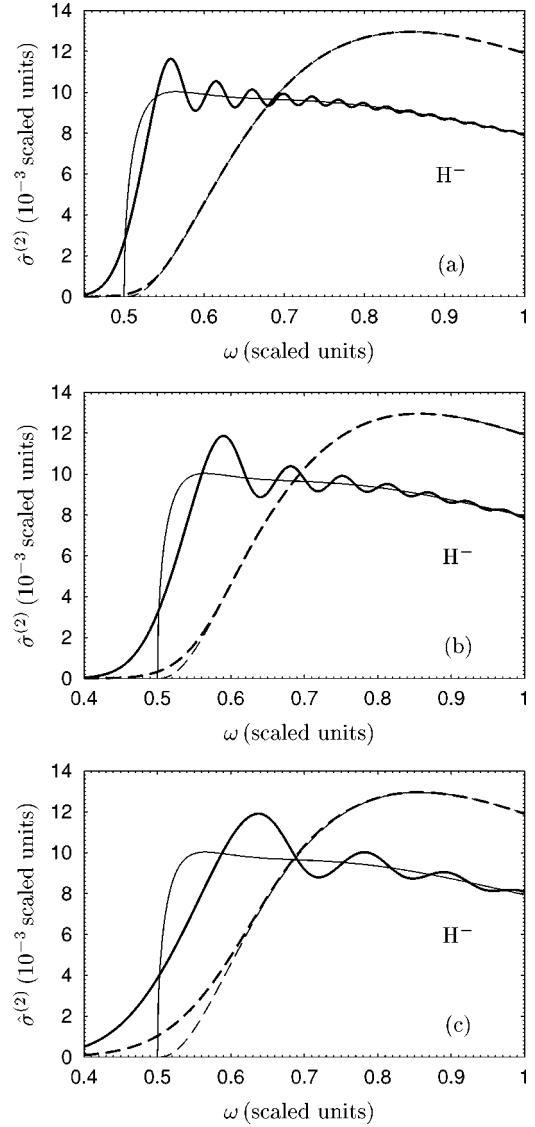 14
12
10
8
6
4
2
0
σ̂⁽²⁾ (10⁻³ scaled units)
H⁻
(a)
0.5 0.6 0.7 0.8 0.9 1
ω (scaled units)
14
12
10
8
6
4
2
0
σ̂⁽²⁾ (10⁻³ scaled units)
H⁻
(b)
0.4 0.5 0.6 0.7 0.8 0.9 1
ω (scaled units)
14
12
10
8
6
4
2
0
σ̂⁽²⁾ (10⁻³ scaled units)
H⁻
(c)
0.4 0.5 0.6 0.7 0.8 0.9 1
ω (scaled units)